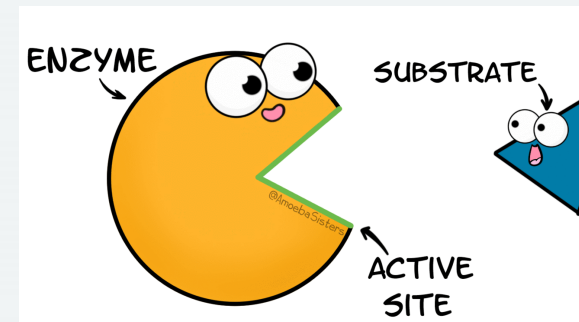 ENZYME
SUBSTRATE
@AmoebaSisters
ACTIVE
SITE